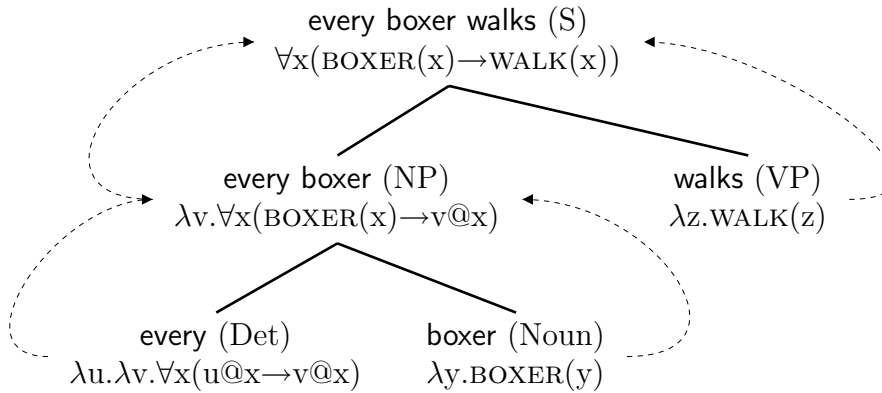 every boxer walks (S)
∀x(BOXER(x)→WALK(x))
every boxer (NP)
λv.∀x(BOXER(x)→v@x)
walks (VP)
λz.WALK(z)
every (Det)
λu.λv.∀x(u@x→v@x)
boxer (Noun)
λy.BOXER(y)